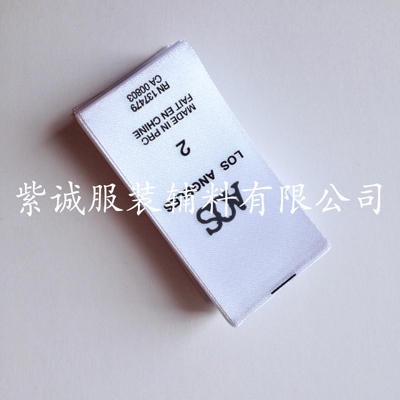 LOS ANGELES
2
MADE IN PRC
FAIT EN CHINE
RN 137479
CA 00803
紫诚服装辅料有限公司